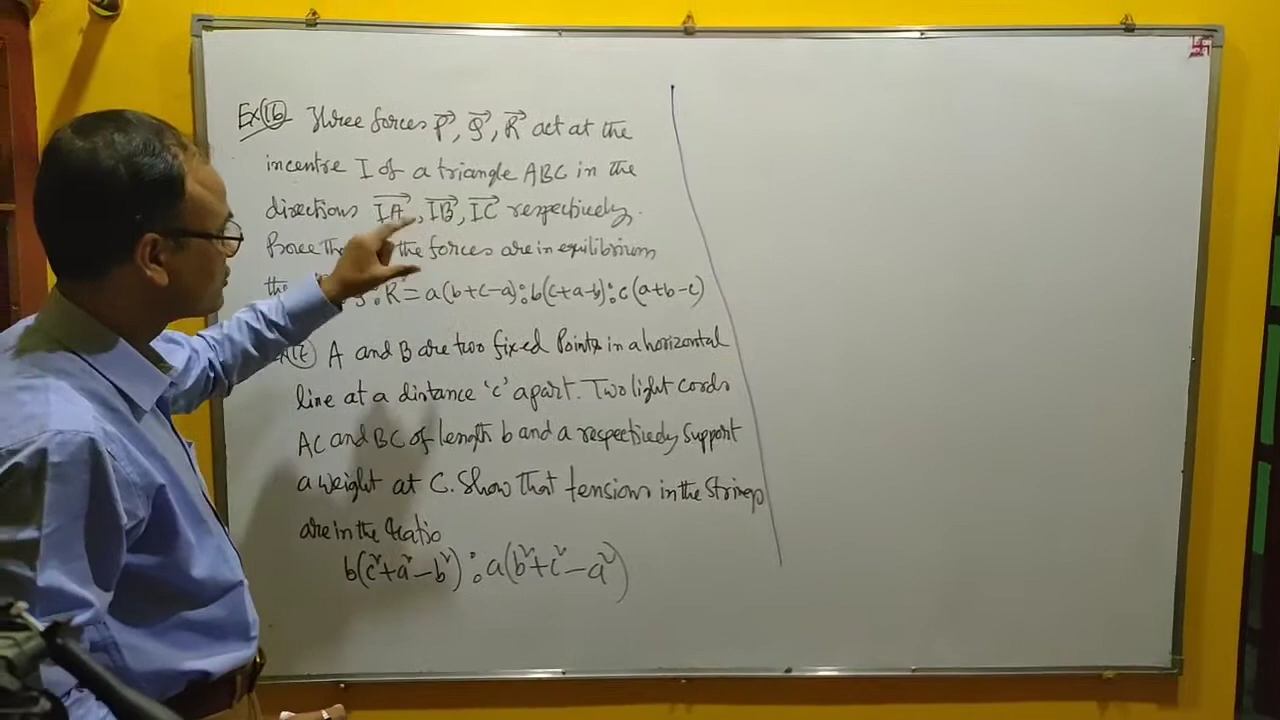 Ex(16) Three forces P, Q, R act at the
incentre I of a triangle ABC in the
directions IA, IB, IC respectively.
the forces are in equilibrium
: R = a(b+c-a):b(c+a-b):c(a+b-c)
A and B are two fixed Points in a horizontal
line at a distance 'c' apart. Two light cords
AC and BC of length b and a respectively support
a weight at C. Show that tensions in the strings
are in the ratio
b(c²+a²-b²) : a(b²+c²-a²)